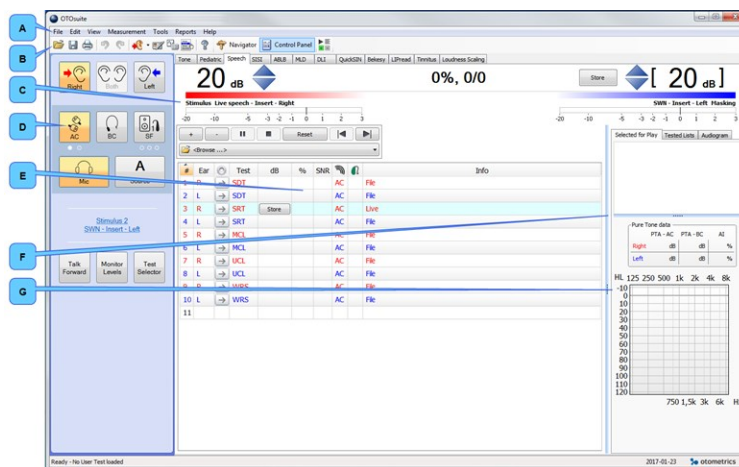 OTOsuite
A
File Edit View Measurement Tools Reports Help
B
Navigator Control Panel
Tone Pediatric Speech SISI ABLB MLD DLI QuickSIN Bekesy LIPread Tinnitus Loudness Scaling
Right Both Left
20 dB
0%, 0/0
Store
[ 20 dB ]
C
Stimulus Live speech - Insert - Right
SWN - Insert - Left Masking
-20 -10 -5 -3 -2 -1 0 1 2 3
-20 -10 -5 -3 -2 -1 0 1 2 3
D
AC BC SF
+ - Reset
Selected for Play Tested Lists Audiogram
<Browse ...>
Mic
A
Source
E
# Ear Test dB % SNR Info
1 R SDT AC File
2 L SDT AC File
3 R SRT Store AC Live
4 L SRT AC File
5 R MCL AC File
6 L MCL AC File
7 R UCL AC File
8 L UCL AC File
9 R WRS AC File
10 L WRS AC File
11
Stimulus 2
SWN - Insert - Left
F
Talk Forward
Monitor Levels
Test Selector
G
Pure Tone data
PTA - AC PTA - BC AI
Right dB dB %
Left dB dB %
HL 125 250 500 1k 2k 4k 8k
-10
0
10
20
30
40
50
60
70
80
90
100
110
120
750 1,5k 3k 6k H
Ready - No User Test loaded
2017-01-23 otometrics